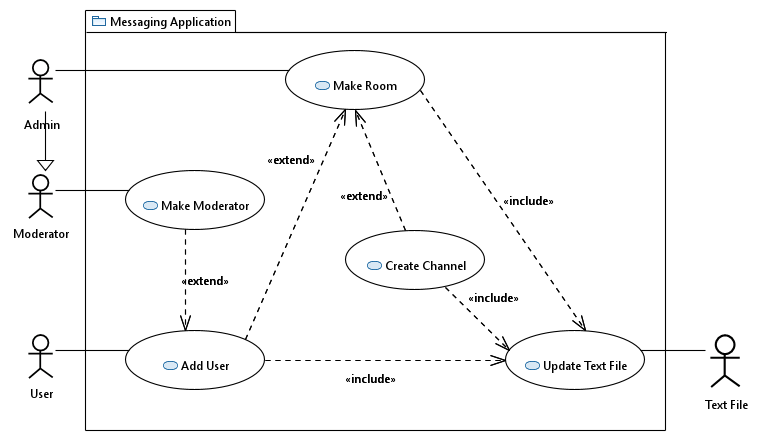 Messaging Application
Make Room
Admin
«extend»
«extend»
«include»
Make Moderator
Moderator
Create Channel
«extend»
«include»
Add User
Update Text File
«include»
User
Text File